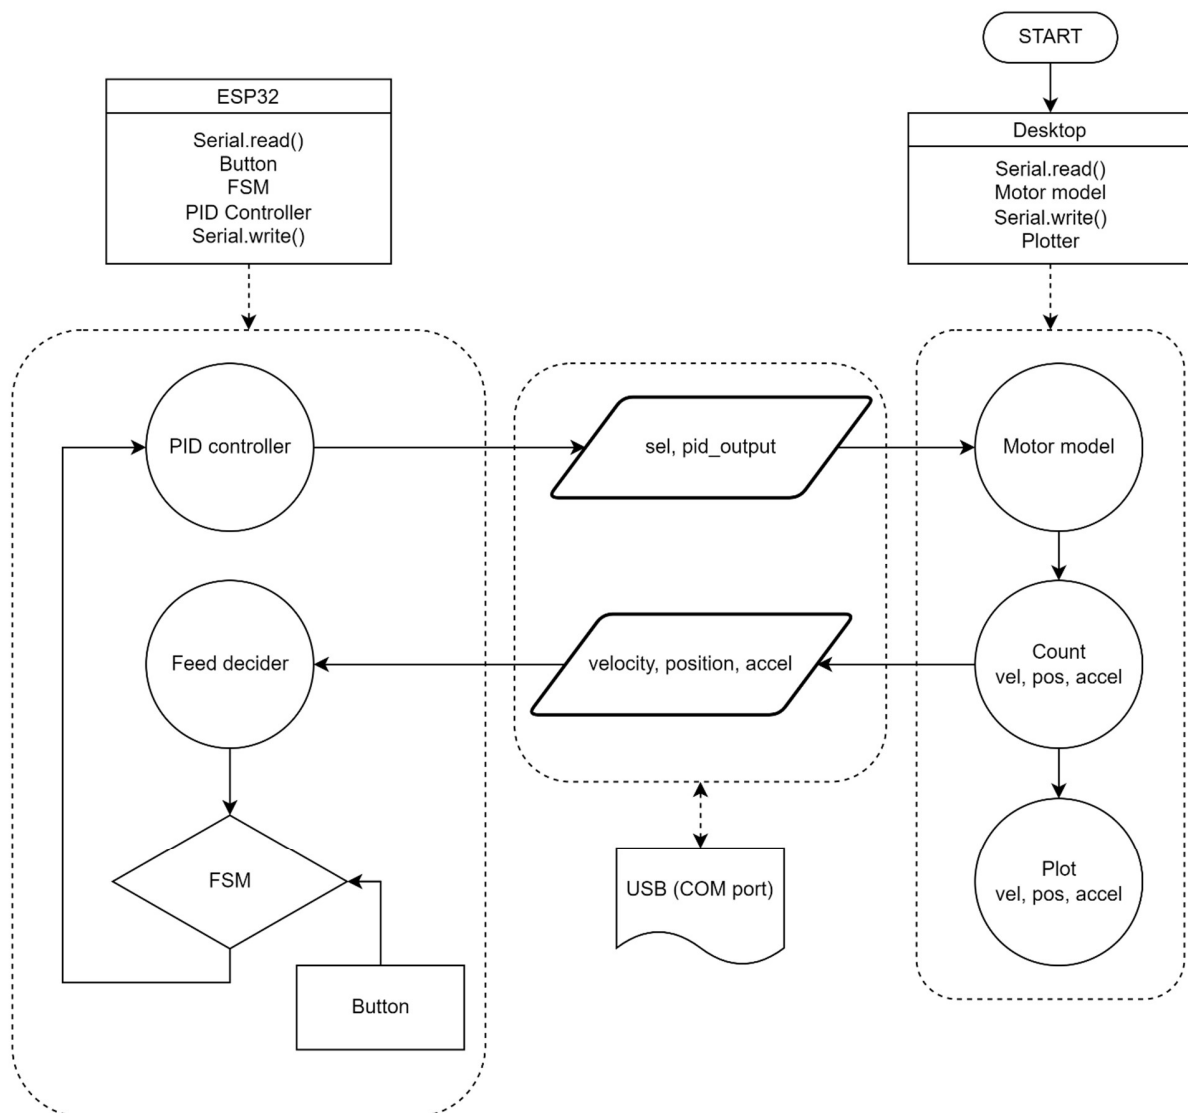 START
ESP32
Serial.read()
Button
FSM
PID Controller
Serial.write()
Desktop
Serial.read()
Motor model
Serial.write()
Plotter
PID controller
sel, pid_output
Motor model
Feed decider
velocity, position, accel
Count
vel, pos, accel
FSM
USB (COM port)
Plot
vel, pos, accel
Button